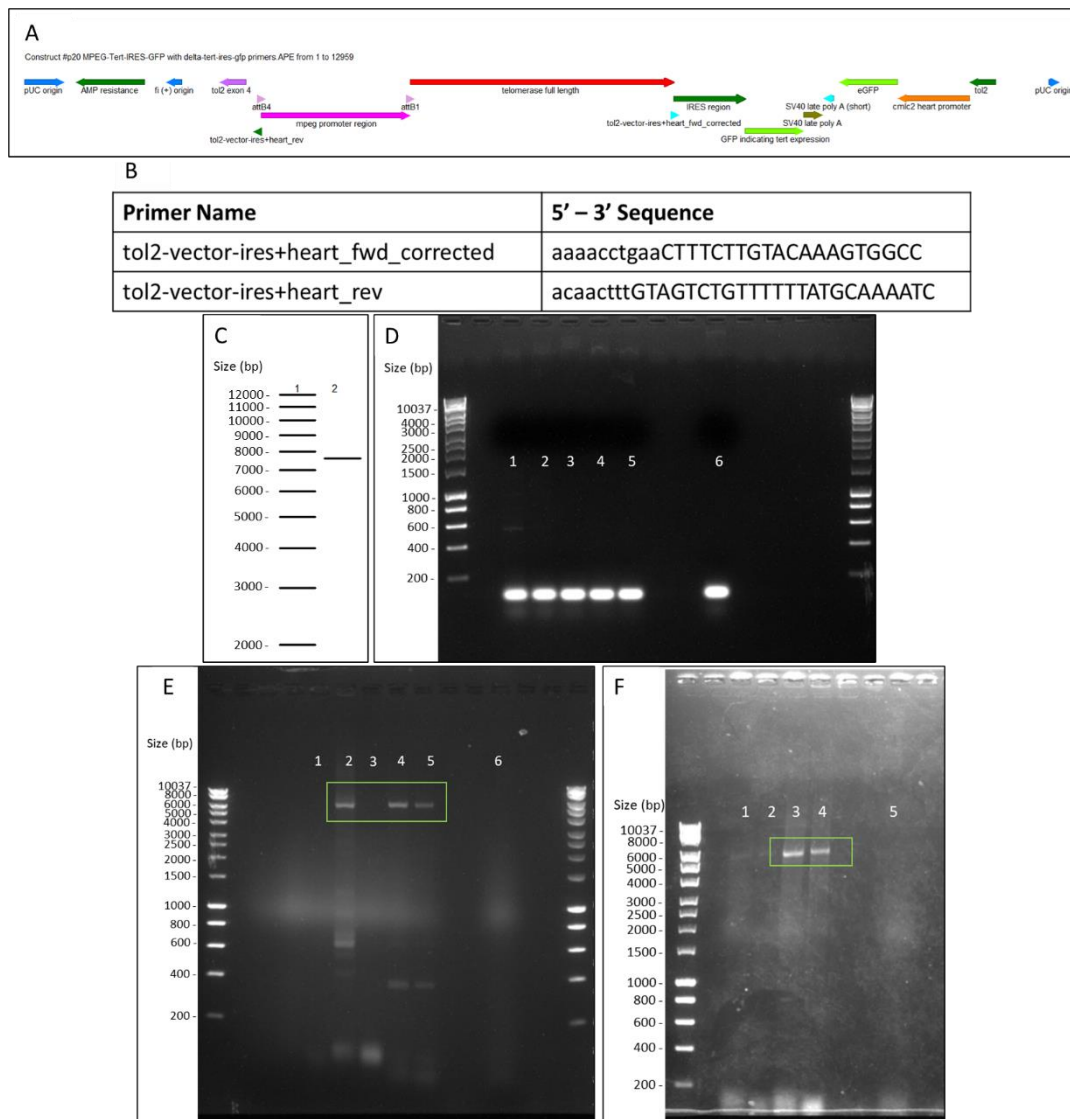 A
Construct #p20 MPEG-Tert-IRES-GFP with delta-tert-ires-gfp primers.APE from 1 to 12959
pUC origin
AMP resistance
fi (+) origin
tol2 exon 4
telomerase full length
eGFP
tol2
pUC origin
attB4
attB1
IRES region
SV40 late poly A (short)
cmlc2 heart promoter
mpeg promoter region
tol2-vector-ires+heart_fwd_corrected
SV40 late poly A
tol2-vector-ires+heart_rev
GFP indicating tert expression
B
Primer Name 5’ – 3’ Sequence
tol2-vector-ires+heart_fwd_corrected aaaacctgaaCTTTCTTGTACAAAGTGGCC
tol2-vector-ires+heart_rev acaactttGTAGTCTGTTTTTTATGCAAAATC
C
Size (bp)
1 2
12000 -
11000 -
10000 -
9000 -
8000 -
7000 -
6000 -
5000 -
4000 -
3000 -
2000 -
D
Size (bp)
10037 -
4000 -
3000 -
2500 -
2000 -
1500 -
1000 -
800 -
600 -
400 -
200 -
1 2 3 4 5 6
E
Size (bp)
1 2 3 4 5 6
10037 -
8000 -
6000 -
5000 -
4000 -
3000 -
2500 -
2000 -
1500 -
1000 -
800 -
600 -
400 -
200 -
F
Size (bp)
1 2 3 4 5
10037 -
8000 -
6000 -
5000 -
4000 -
3000 -
2500 -
2000 -
1500 -
1000 -
800 -
600 -
400 -
200 -